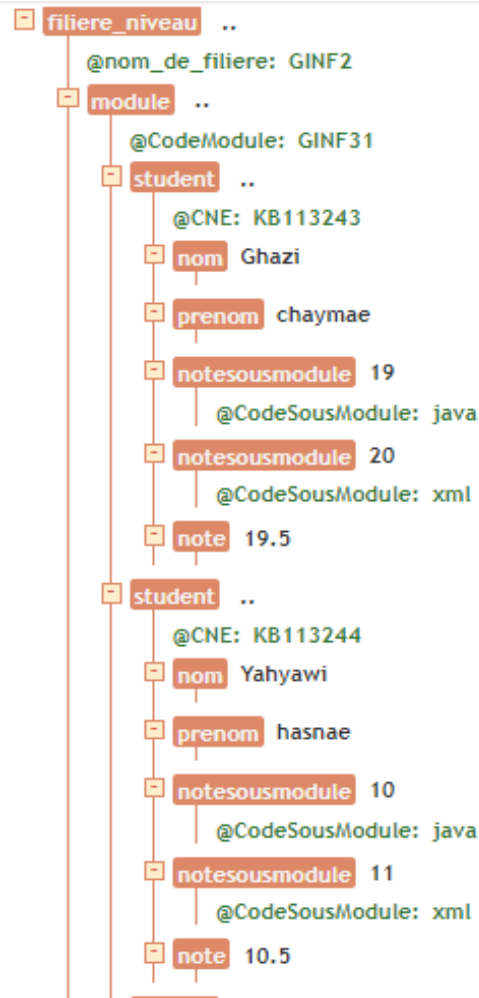 filiere_niveau ..
@nom_de_filiere: GINF2
module ..
@CodeModule: GINF31
student ..
@CNE: KB113243
nom Ghazi
prenom chaymae
notesousmodule 19
@CodeSousModule: java
notesousmodule 20
@CodeSousModule: xml
note 19.5
student ..
@CNE: KB113244
nom Yahyawi
prenom hasnae
notesousmodule 10
@CodeSousModule: java
notesousmodule 11
@CodeSousModule: xml
note 10.5